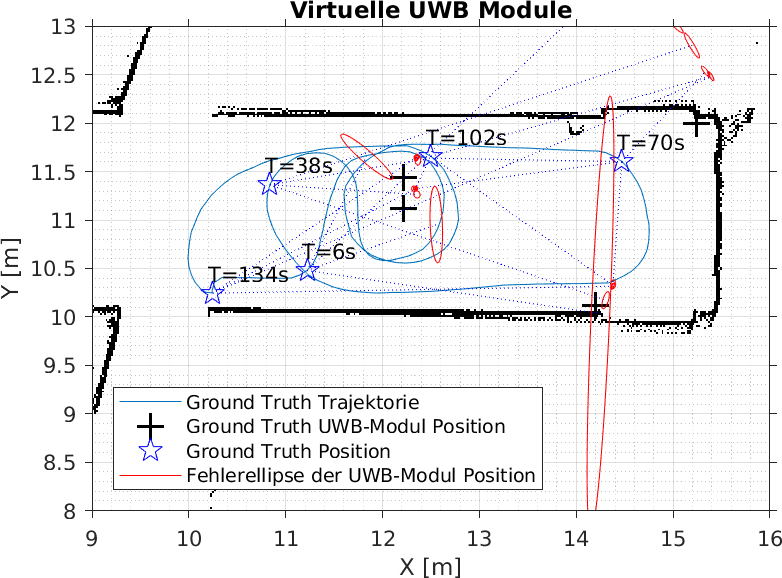 Virtuelle UWB Module
13
12.5
12
11.5
11
10.5
10
9.5
9
8.5
8
Y [m]
T=102s
T=70s
T=38s
T=6s
T=134s
Ground Truth Trajektorie
Ground Truth UWB-Modul Position
Ground Truth Position
Fehlerellipse der UWB-Modul Position
9 10 11 12 13 14 15 16
X [m]